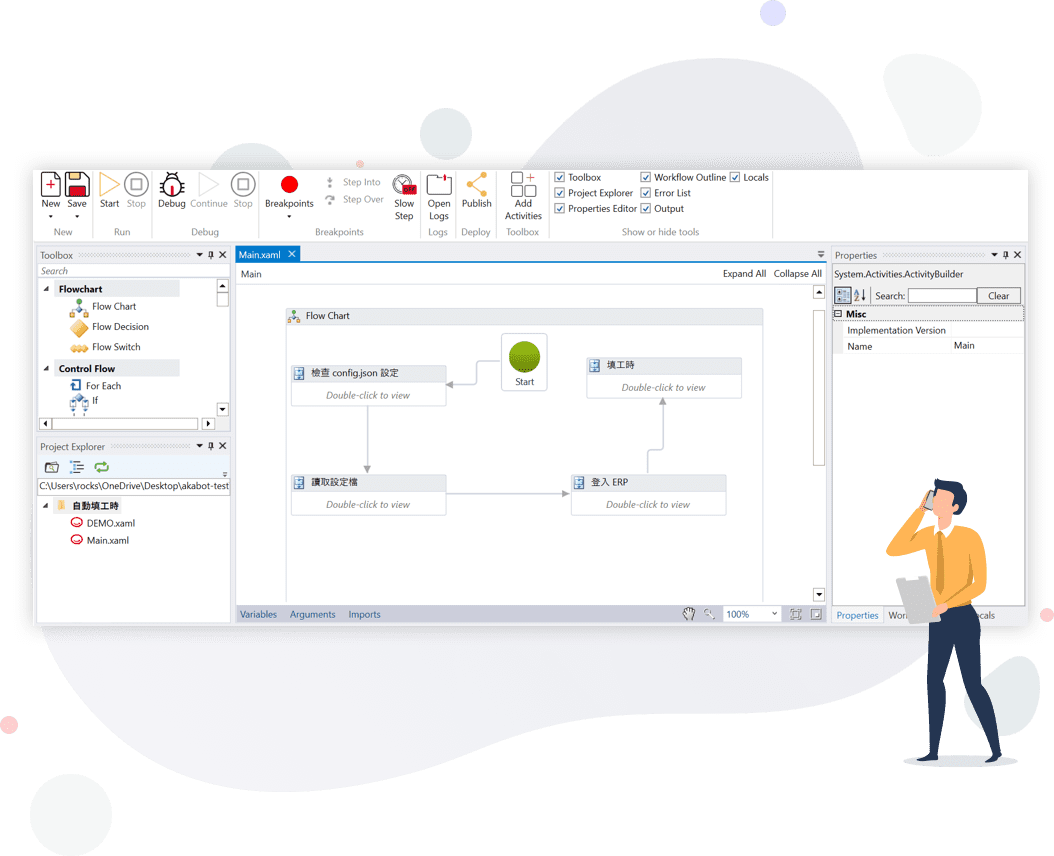 New Save Start Stop Debug Continue Stop Breakpoints Step Into Step Over Slow Step Open Logs Publish Add Activities
Off
Toolbox Workflow Outline Locals
Project Explorer Error List
Properties Editor Output
New Run Debug Breakpoints Logs Deploy Toolbox Show or hide tools
Toolbox
Search
Flowchart
Flow Chart
Flow Decision
Flow Switch
Control Flow
For Each
If
Project Explorer
C:\Users\rocks\OneDrive\Desktop\akabot-test
自動填工時
DEMO.xaml
Main.xaml
Main.xaml
Main Expand All Collapse All
Flow Chart
Start
檢查 config.json 設定
Double-click to view
填工時
Double-click to view
讀取設定檔
Double-click to view
登入 ERP
Double-click to view
Variables Arguments Imports 100%
Properties
System.Activities.ActivityBuilder
Search: Clear
Misc
Implementation Version
Name Main
Properties